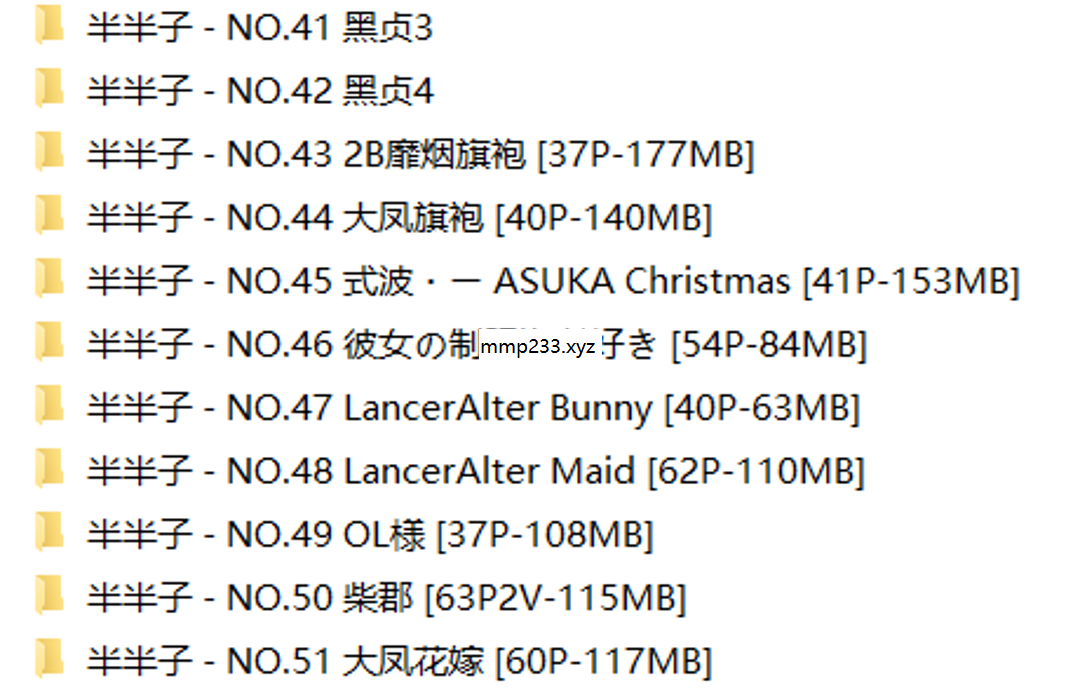 半半子 - NO.41 黑贞3
半半子 - NO.42 黑贞4
半半子 - NO.43 2B靡烟旗袍 [37P-177MB]
半半子 - NO.44 大凤旗袍 [40P-140MB]
半半子 - NO.45 式波·一 ASUKA Christmas [41P-153MB]
半半子 - NO.46 彼女の制 mmp233.xyz 好き [54P-84MB]
半半子 - NO.47 LancerAlter Bunny [40P-63MB]
半半子 - NO.48 LancerAlter Maid [62P-110MB]
半半子 - NO.49 OL様 [37P-108MB]
半半子 - NO.50 柴郡 [63P2V-115MB]
半半子 - NO.51 大凤花嫁 [60P-117MB]